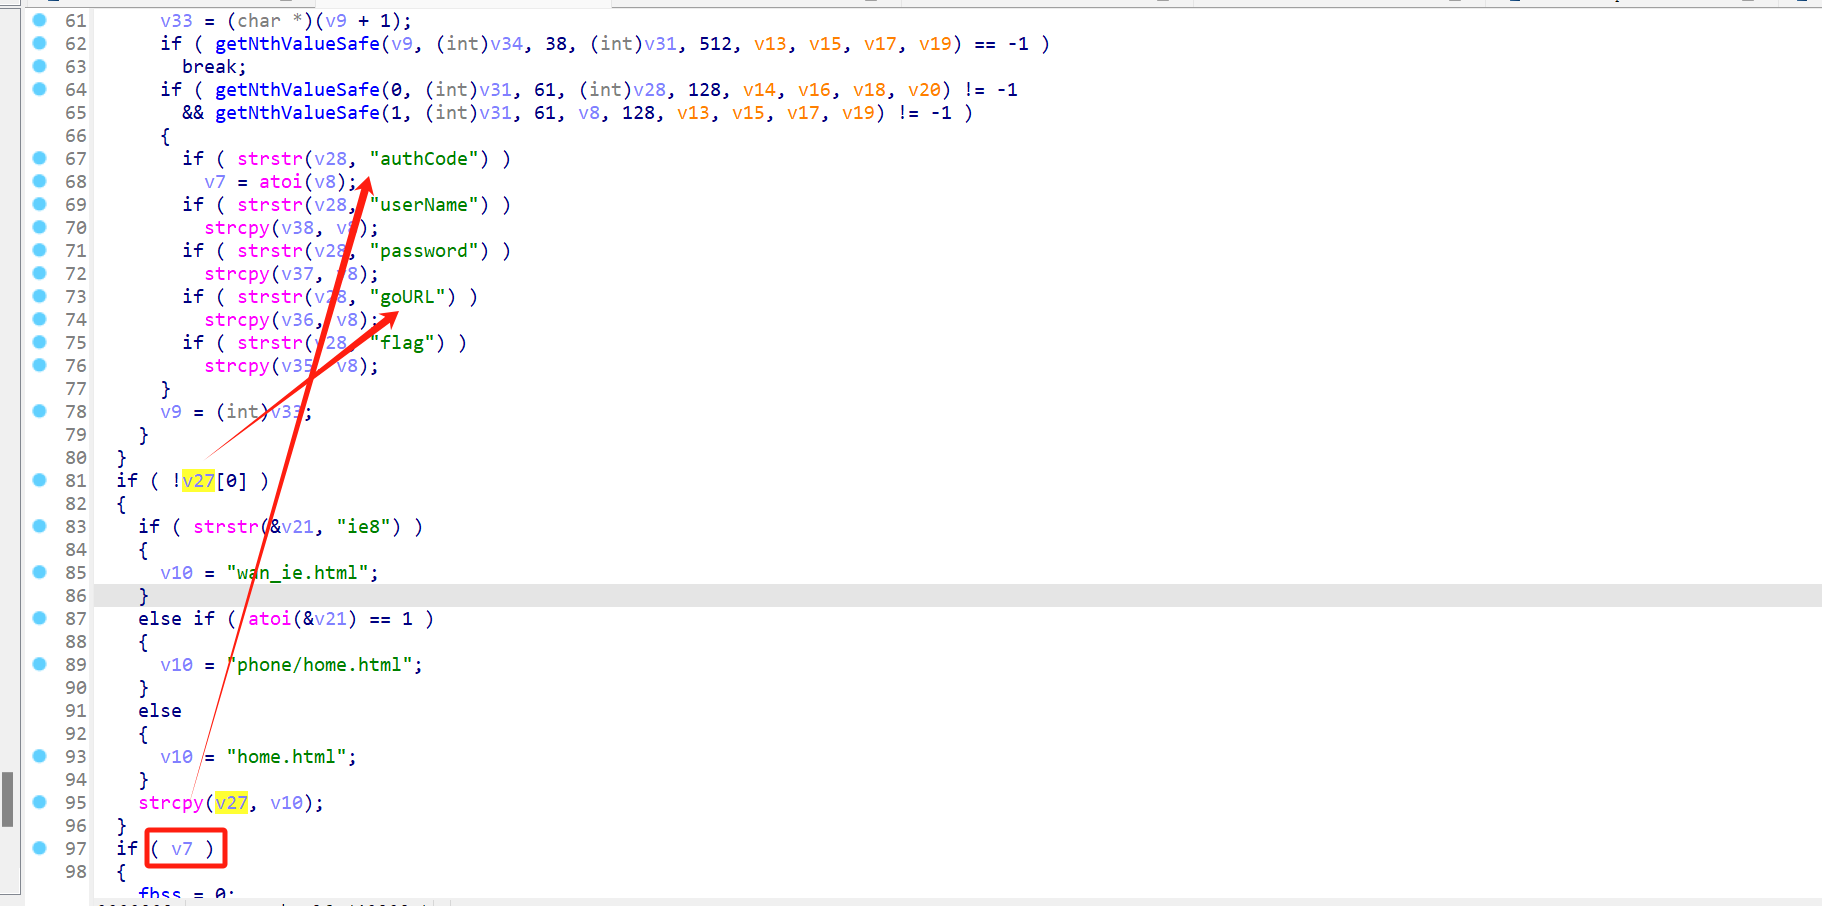 61 v33 = (char *)(v9 + 1);
62 if ( getNthValueSafe(v9, (int)v34, 38, (int)v31, 512, v13, v15, v17, v19) == -1 )
63 break;
64 if ( getNthValueSafe(0, (int)v31, 61, (int)v28, 128, v14, v16, v18, v20) != -1
65 && getNthValueSafe(1, (int)v31, 61, v8, 128, v13, v15, v17, v19) != -1 )
66 {
67 if ( strstr(v28, "authCode") )
68 v7 = atoi(v8);
69 if ( strstr(v28, "userName") )
70 strcpy(v38, v8);
71 if ( strstr(v28, "password") )
72 strcpy(v37, v8);
73 if ( strstr(v28, "goURL") )
74 strcpy(v36, v8);
75 if ( strstr(v28, "flag") )
76 strcpy(v35, v8);
77 }
78 v9 = (int)v33;
79 }
80 }
81 if ( !v27[0] )
82 {
83 if ( strstr(&v21, "ie8") )
84 {
85 v10 = "wan_ie.html";
86 }
87 else if ( atoi(&v21) == 1 )
88 {
89 v10 = "phone/home.html";
90 }
91 else
92 {
93 v10 = "home.html";
94 }
95 strcpy(v27, v10);
96 }
97 if ( v7 )
98 {
fhss = 0;